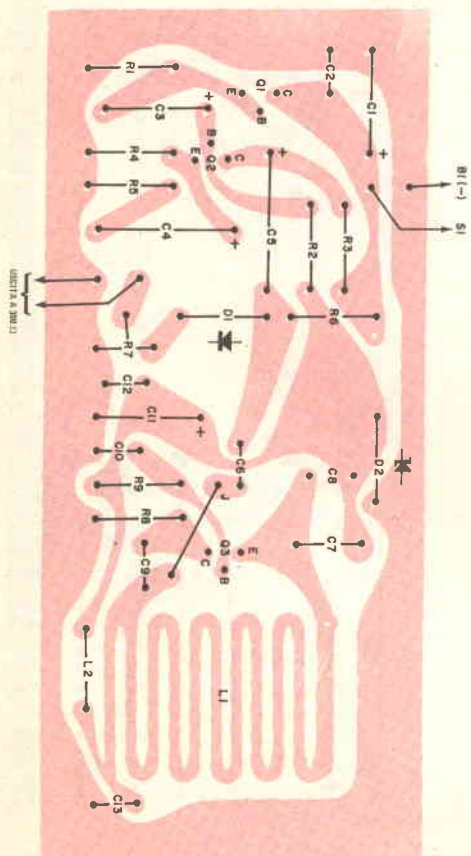 R1
C2
C1
+
B1 (−)
S1
C3
+
E
Q1
C
B
R4
B
Q2
E
C
+
R5
C4
+
C5
R2
R3
USCITA A 300 Ω
R7
D1
R6
C12
C11
+
C10
C6
D2
R9
J
C8
R8
C9
Q3
E
B
C
C7
L2
L1
C13